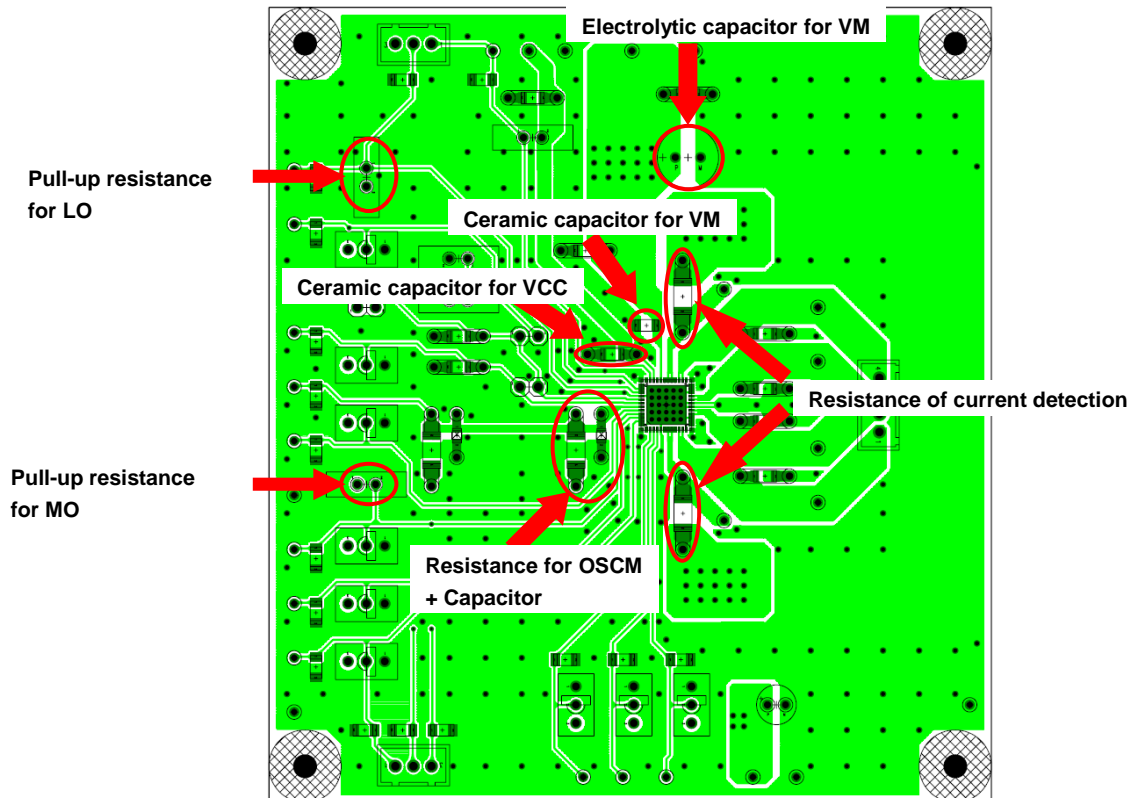 Electrolytic capacitor for VM
Pull-up resistance
for LO
Ceramic capacitor for VM
Ceramic capacitor for VCC
Resistance of current detection
Pull-up resistance
for MO
Resistance for OSCM
+ Capacitor